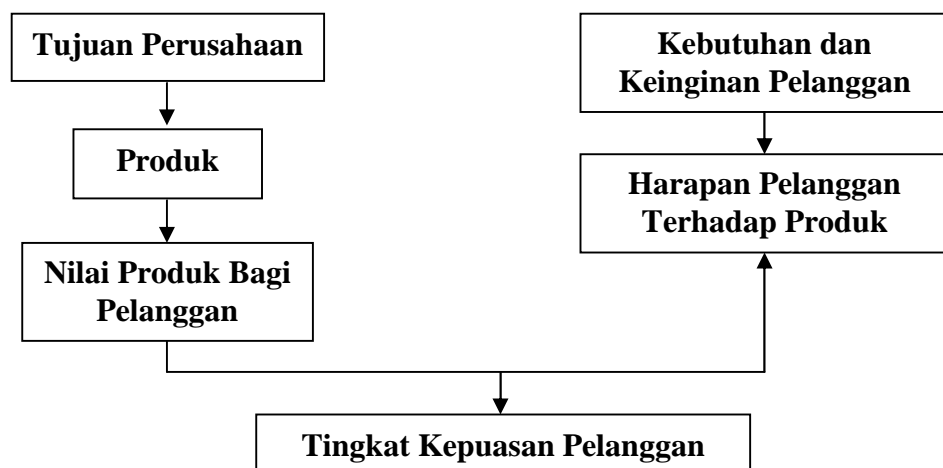 Tujuan Perusahaan
Kebutuhan dan
Keinginan Pelanggan
Produk
Harapan Pelanggan
Terhadap Produk
Nilai Produk Bagi
Pelanggan
Tingkat Kepuasan Pelanggan